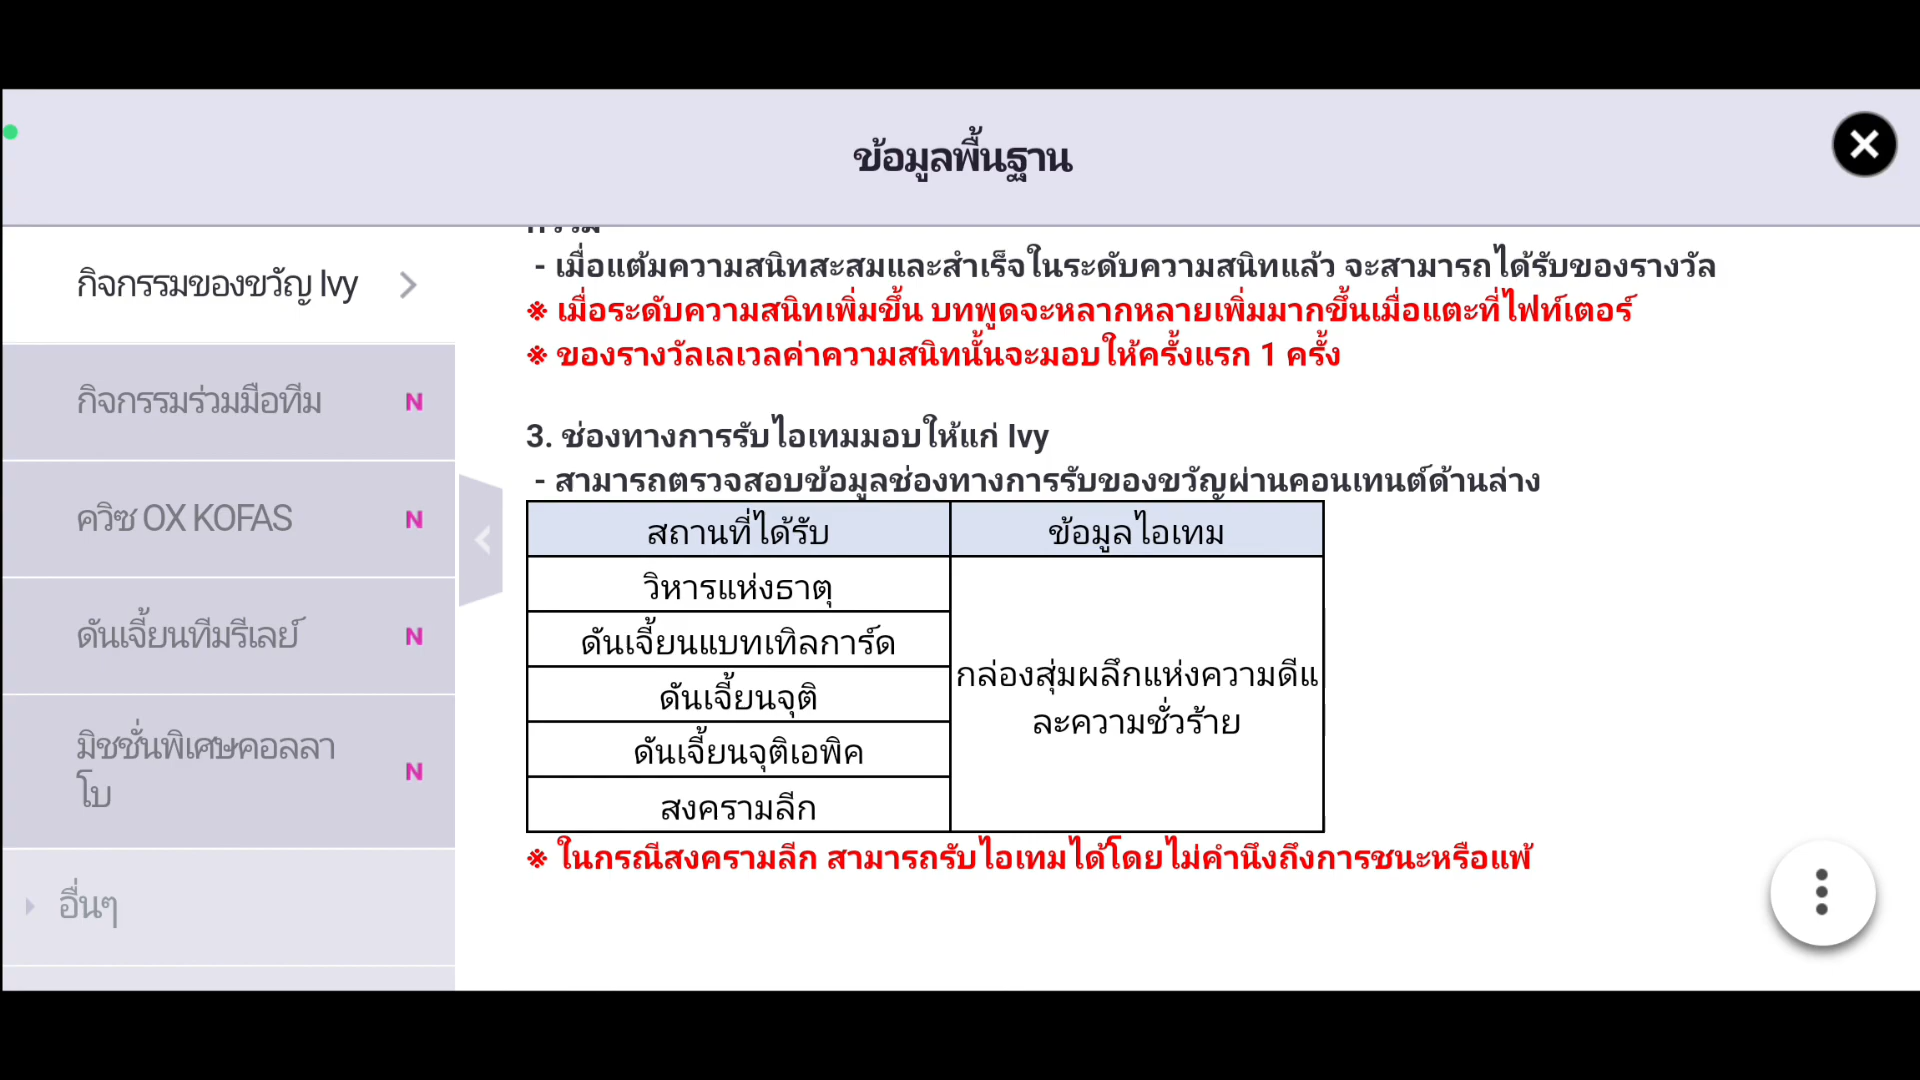 ข้อมูลพื้นฐาน
กิจกรรมของขวัญ Ivy
กิจกรรมร่วมมือทีม N
ควิซ OX KOFAS N
ดันเจี้ยนทีมรีเลย์ N
มิชชั่นพิเศษคอลลา
โบ N
อื่นๆ
- เมื่อแต้มความสนิทสะสมและสำเร็จในระดับความสนิทแล้ว จะสามารถได้รับของรางวัล
※ เมื่อระดับความสนิทเพิ่มขึ้น บทพูดจะหลากหลายเพิ่มมากขึ้นเมื่อแตะที่ไฟท์เตอร์
※ ของรางวัลเลเวลค่าความสนิทนั้นจะมอบให้ครั้งแรก 1 ครั้ง
3. ช่องทางการรับไอเทมมอบให้แก่ Ivy
- สามารถตรวจสอบข้อมูลช่องทางการรับของขวัญผ่านคอนเทนต์ด้านล่าง
สถานที่ได้รับ ข้อมูลไอเทม
วิหารแห่งธาตุ
ดันเจี้ยนแบทเทิลการ์ด
ดันเจี้ยนจุติ
ดันเจี้ยนจุติเอพิค
สงครามลีก
กล่องสุ่มผลึกแห่งความดีแ
ละความชั่วร้าย
※ ในกรณีสงครามลีก สามารถรับไอเทมได้โดยไม่คำนึงถึงการชนะหรือแพ้